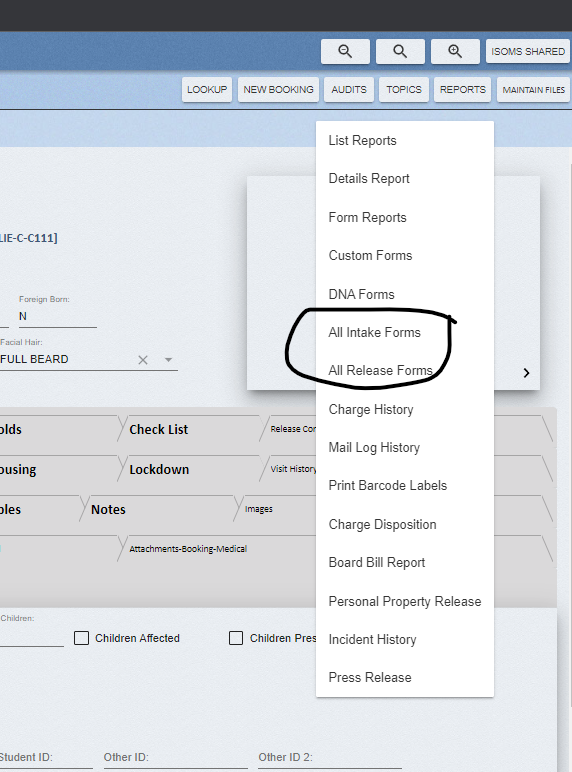 ISOMS SHARED
LOOKUP NEW BOOKING AUDITS TOPICS REPORTS MAINTAIN FILES
List Reports
Details Report
Form Reports
Custom Forms
DNA Forms
All Intake Forms
All Release Forms
Charge History
Mail Log History
Print Barcode Labels
Charge Disposition
Board Bill Report
Personal Property Release
Incident History
Press Release
LIE-C-C111]
Foreign Born:
N
Facial Hair:
FULL BEARD
olds Check List Release Cor
ousing Lockdown Visit History
bles Notes Images
Attachments-Booking-Medical
Children:
Children Affected Children Pres
Student ID: Other ID: Other ID 2: